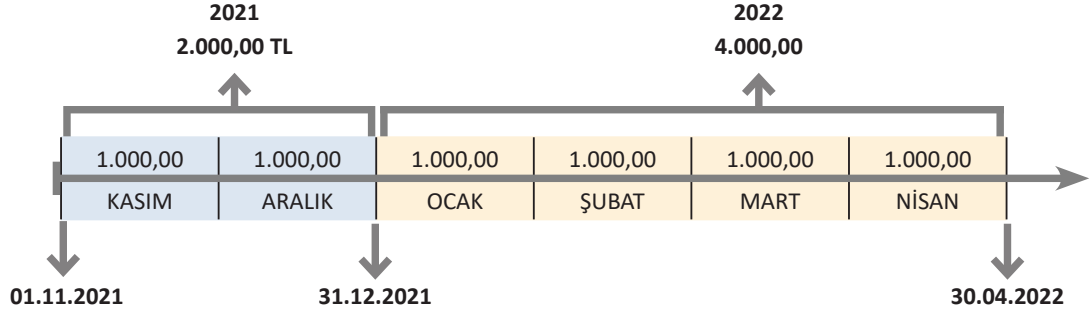 2021 2022
2.000,00 TL 4.000,00
1.000,00 1.000,00 1.000,00 1.000,00 1.000,00 1.000,00
KASIM ARALIK OCAK ŞUBAT MART NİSAN
01.11.2021 31.12.2021 30.04.2022